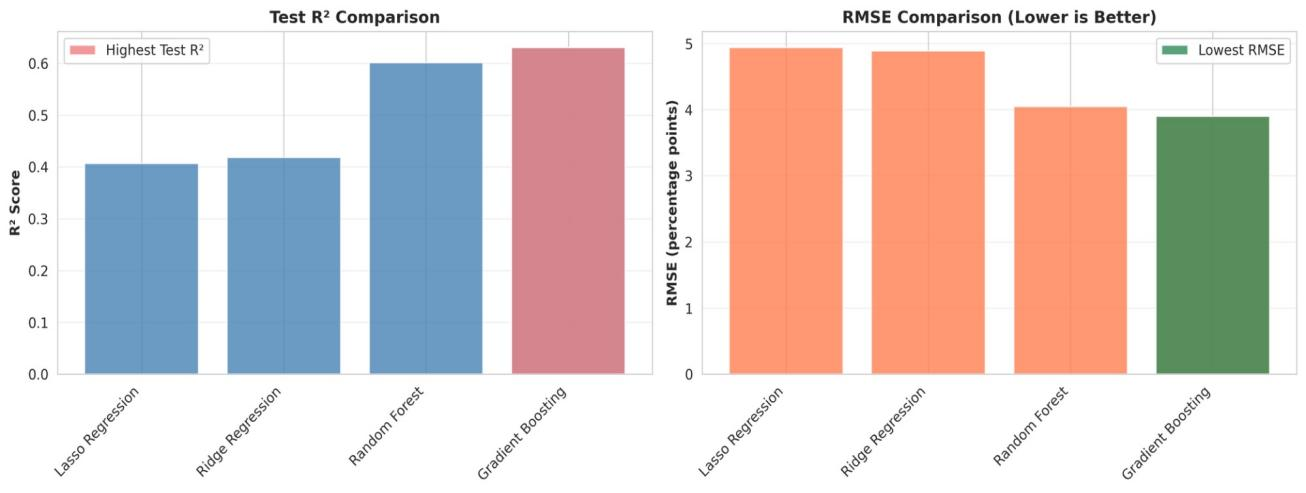 Test R² Comparison
Highest Test R²
R² Score
0.6
0.5
0.4
0.3
0.2
0.1
0.0
Lasso Regression
Ridge Regression
Random Forest
Gradient Boosting
RMSE Comparison (Lower is Better)
Lowest RMSE
RMSE (percentage points)
5
4
3
2
1
0
Lasso Regression
Ridge Regression
Random Forest
Gradient Boosting